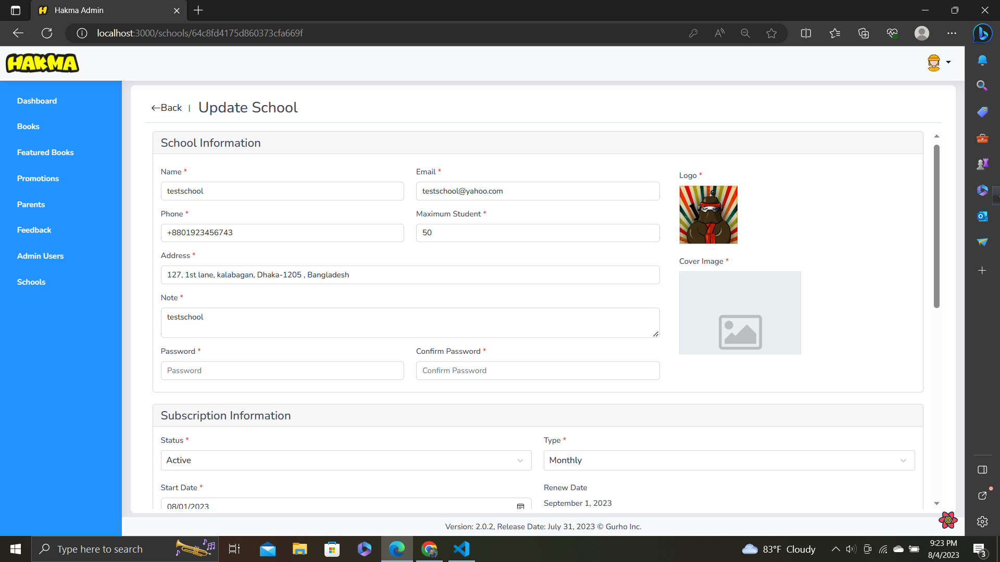 Hakma Admin
localhost:3000/schools/64c8fd4175d860373cfa669f
HAKMA
Dashboard
Books
Featured Books
Promotions
Parents
Feedback
Admin Users
Schools
←Back | Update School
School Information
Name * Email * Logo *
testschool testschool@yahoo.com
Phone * Maximum Student *
+8801923456743 50
Address * Cover Image *
127, 1st lane, kalabagan, Dhaka-1205 , Bangladesh
Note *
testschool
Password * Confirm Password *
Password Confirm Password
Subscription Information
Status * Type *
Active Monthly
Start Date * Renew Date
08/01/2023 September 1, 2023
Version: 2.0.2, Release Date: July 31, 2023 © Gurho Inc.
Type here to search
83°F Cloudy
9:23 PM
8/4/2023
3